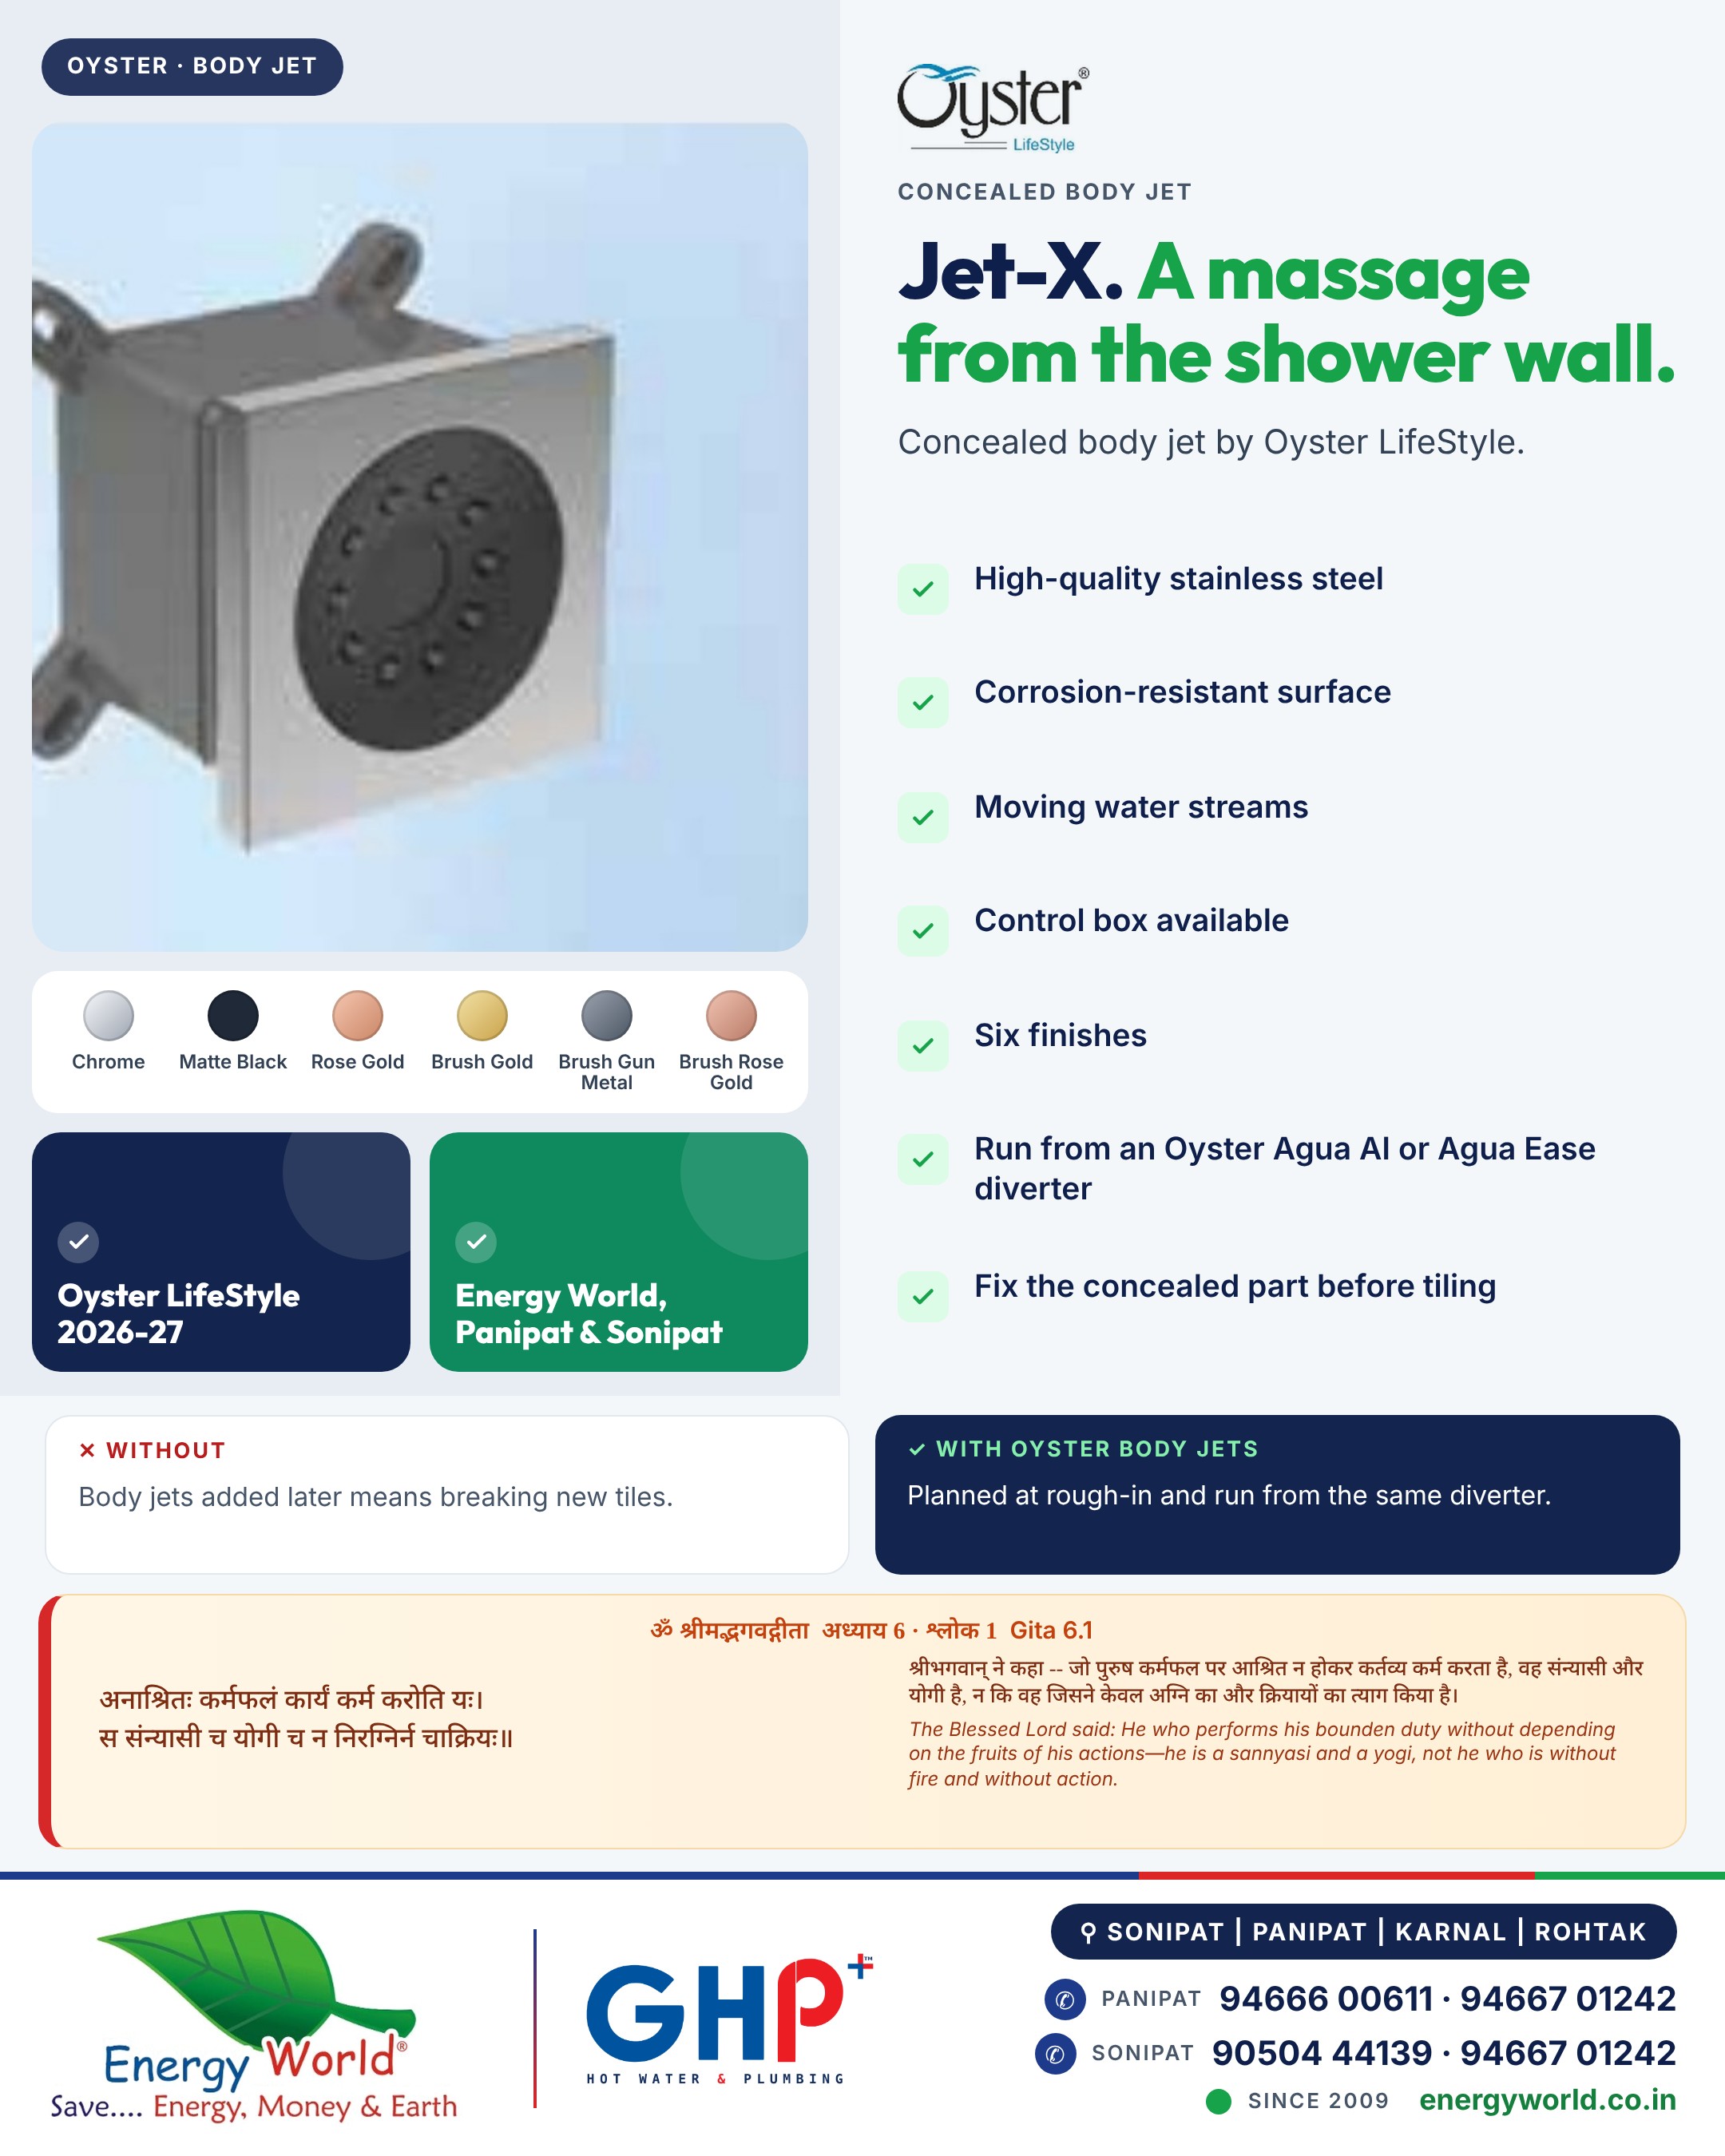 OYSTER · BODY JET
Oyster®
LifeStyle
CONCEALED BODY JET
Jet-X. A massage
from the shower wall.
Concealed body jet by Oyster LifeStyle.
High-quality stainless steel
Corrosion-resistant surface
Moving water streams
Control box available
Six finishes
Run from an Oyster Agua AI or Agua Ease
diverter
Fix the concealed part before tiling
Chrome
Matte Black
Rose Gold
Brush Gold
Brush Gun
Metal
Brush Rose
Gold
Oyster LifeStyle
2026-27
Energy World,
Panipat & Sonipat
× WITHOUT
Body jets added later means breaking new tiles.
✓ WITH OYSTER BODY JETS
Planned at rough-in and run from the same diverter.
ॐ श्रीमद्भगवद्गीता अध्याय 6 · श्लोक 1 Gita 6.1
अनाश्रितः कर्मफलं कार्यं कर्म करोति यः।
स संन्यासी च योगी च न निरग्निर्न चाक्रियः॥
श्रीभगवान् ने कहा -- जो पुरुष कर्मफल पर आश्रित न होकर कर्तव्य कर्म करता है, वह संन्यासी और
योगी है, न कि वह जिसने केवल अग्नि का और क्रियायों का त्याग किया है।
The Blessed Lord said: He who performs his bounden duty without depending
on the fruits of his actions—he is a sannyasi and a yogi, not he who is without
fire and without action.
Energy World®
Save.... Energy, Money & Earth
GHP+™
HOT WATER & PLUMBING
SONIPAT | PANIPAT | KARNAL | ROHTAK
PANIPAT 94666 00611 · 94667 01242
SONIPAT 90504 44139 · 94667 01242
SINCE 2009 energyworld.co.in